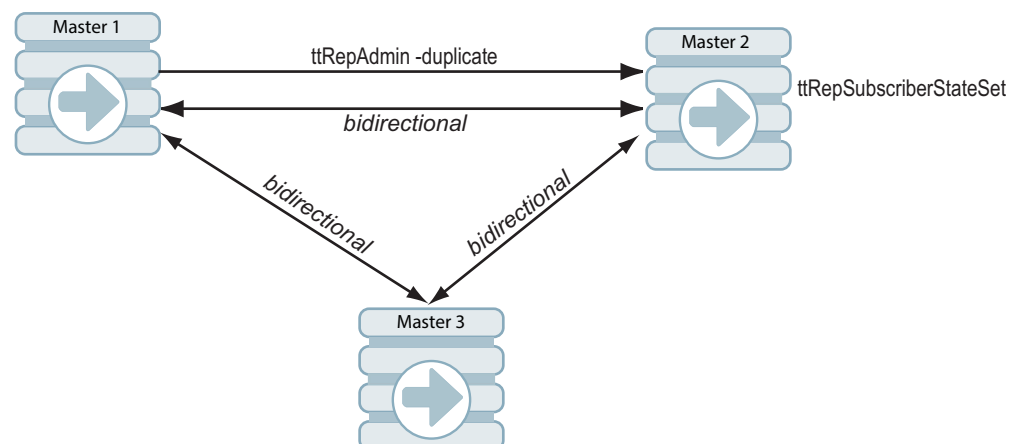 Master 1
Master 2
ttRepAdmin -duplicate
ttRepSubscriberStateSet
bidirectional
bidirectional
bidirectional
Master 3